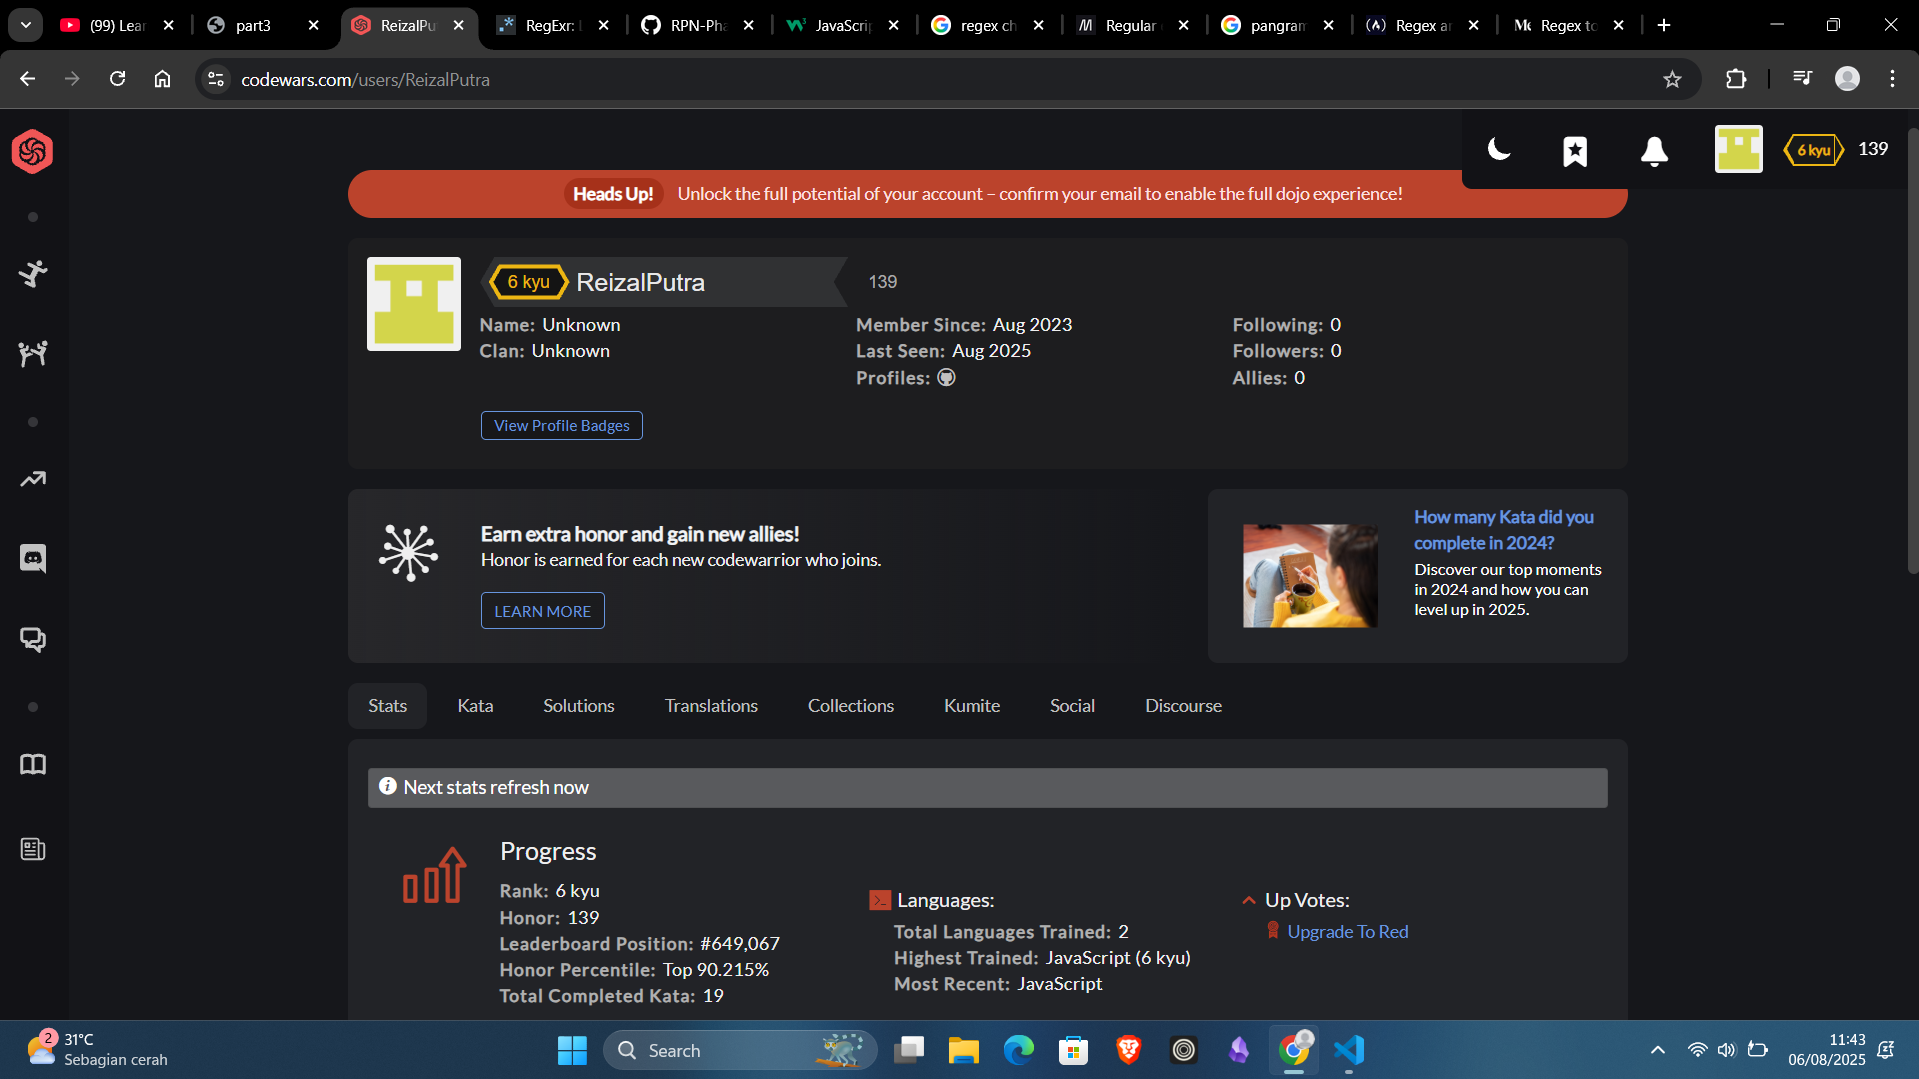 (99) Lear
part3
ReizalPu
RegExr: L
RPN-Pha
JavaScrip
regex ch
Regular
pangram
Regex ar
Regex to
codewars.com/users/ReizalPutra
6 kyu
139
Heads Up! Unlock the full potential of your account – confirm your email to enable the full dojo experience!
6 kyu ReizalPutra 139
Name: Unknown
Clan: Unknown
Member Since: Aug 2023
Last Seen: Aug 2025
Profiles:
Following: 0
Followers: 0
Allies: 0
View Profile Badges
Earn extra honor and gain new allies!
Honor is earned for each new codewarrior who joins.
LEARN MORE
How many Kata did you
complete in 2024?
Discover our top moments
in 2024 and how you can
level up in 2025.
Stats Kata Solutions Translations Collections Kumite Social Discourse
Next stats refresh now
Progress
Rank: 6 kyu
Honor: 139
Leaderboard Position: #649,067
Honor Percentile: Top 90.215%
Total Completed Kata: 19
Languages:
Total Languages Trained: 2
Highest Trained: JavaScript (6 kyu)
Most Recent: JavaScript
Up Votes:
Upgrade To Red
2
31°C
Sebagian cerah
Search
11:43
06/08/2025